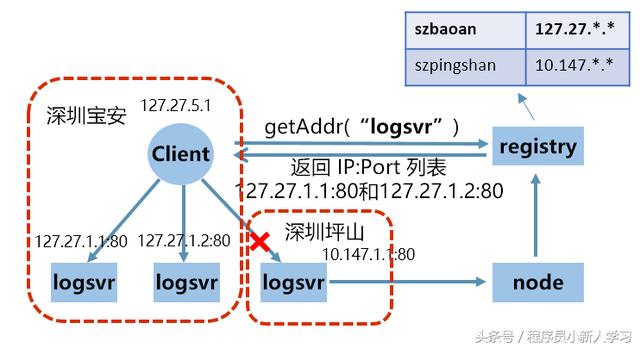 szbaoan 127.27.*.*
szpingshan 10.147.*.*
深圳宝安
127.27.5.1
Client
getAddr( “logsvr” )
registry
返回 IP:Port 列表
127.27.1.1:80和127.27.1.2:80
127.27.1.1:80
127.27.1.2:80
深圳坪山
10.147.1.1:80
logsvr
logsvr
logsvr
node
头条号 / 程序员小新人学习